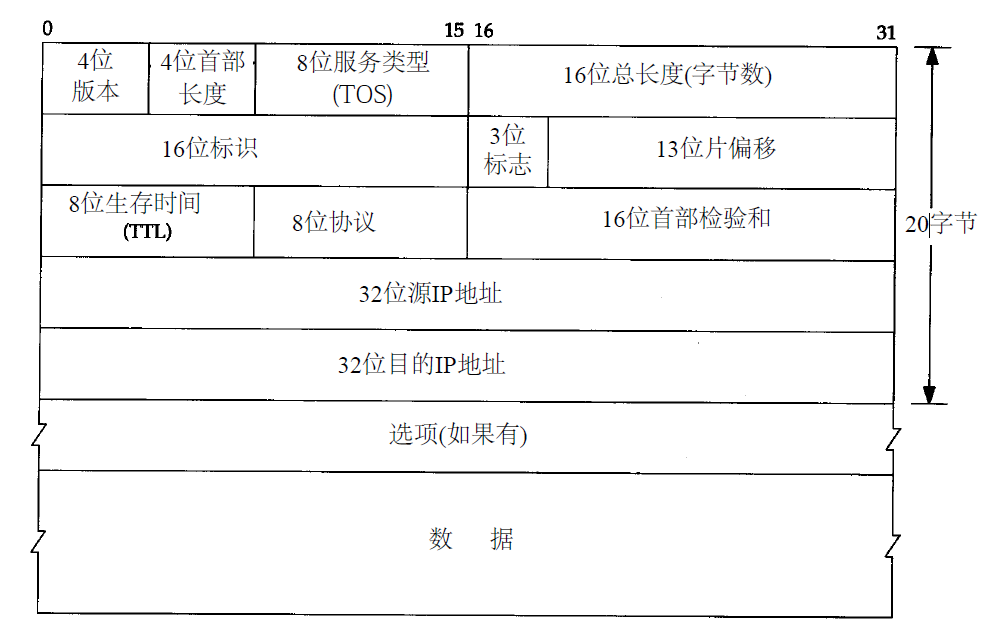 0 15 16 31
4位
版本
4位首部
长度
8位服务类型
(TOS)
16位总长度(字节数)
16位标识
3位
标志
13位片偏移
8位生存时间
(TTL)
8位协议
16位首部检验和
20字节
32位源IP地址
32位目的IP地址
选项(如果有)
数 据